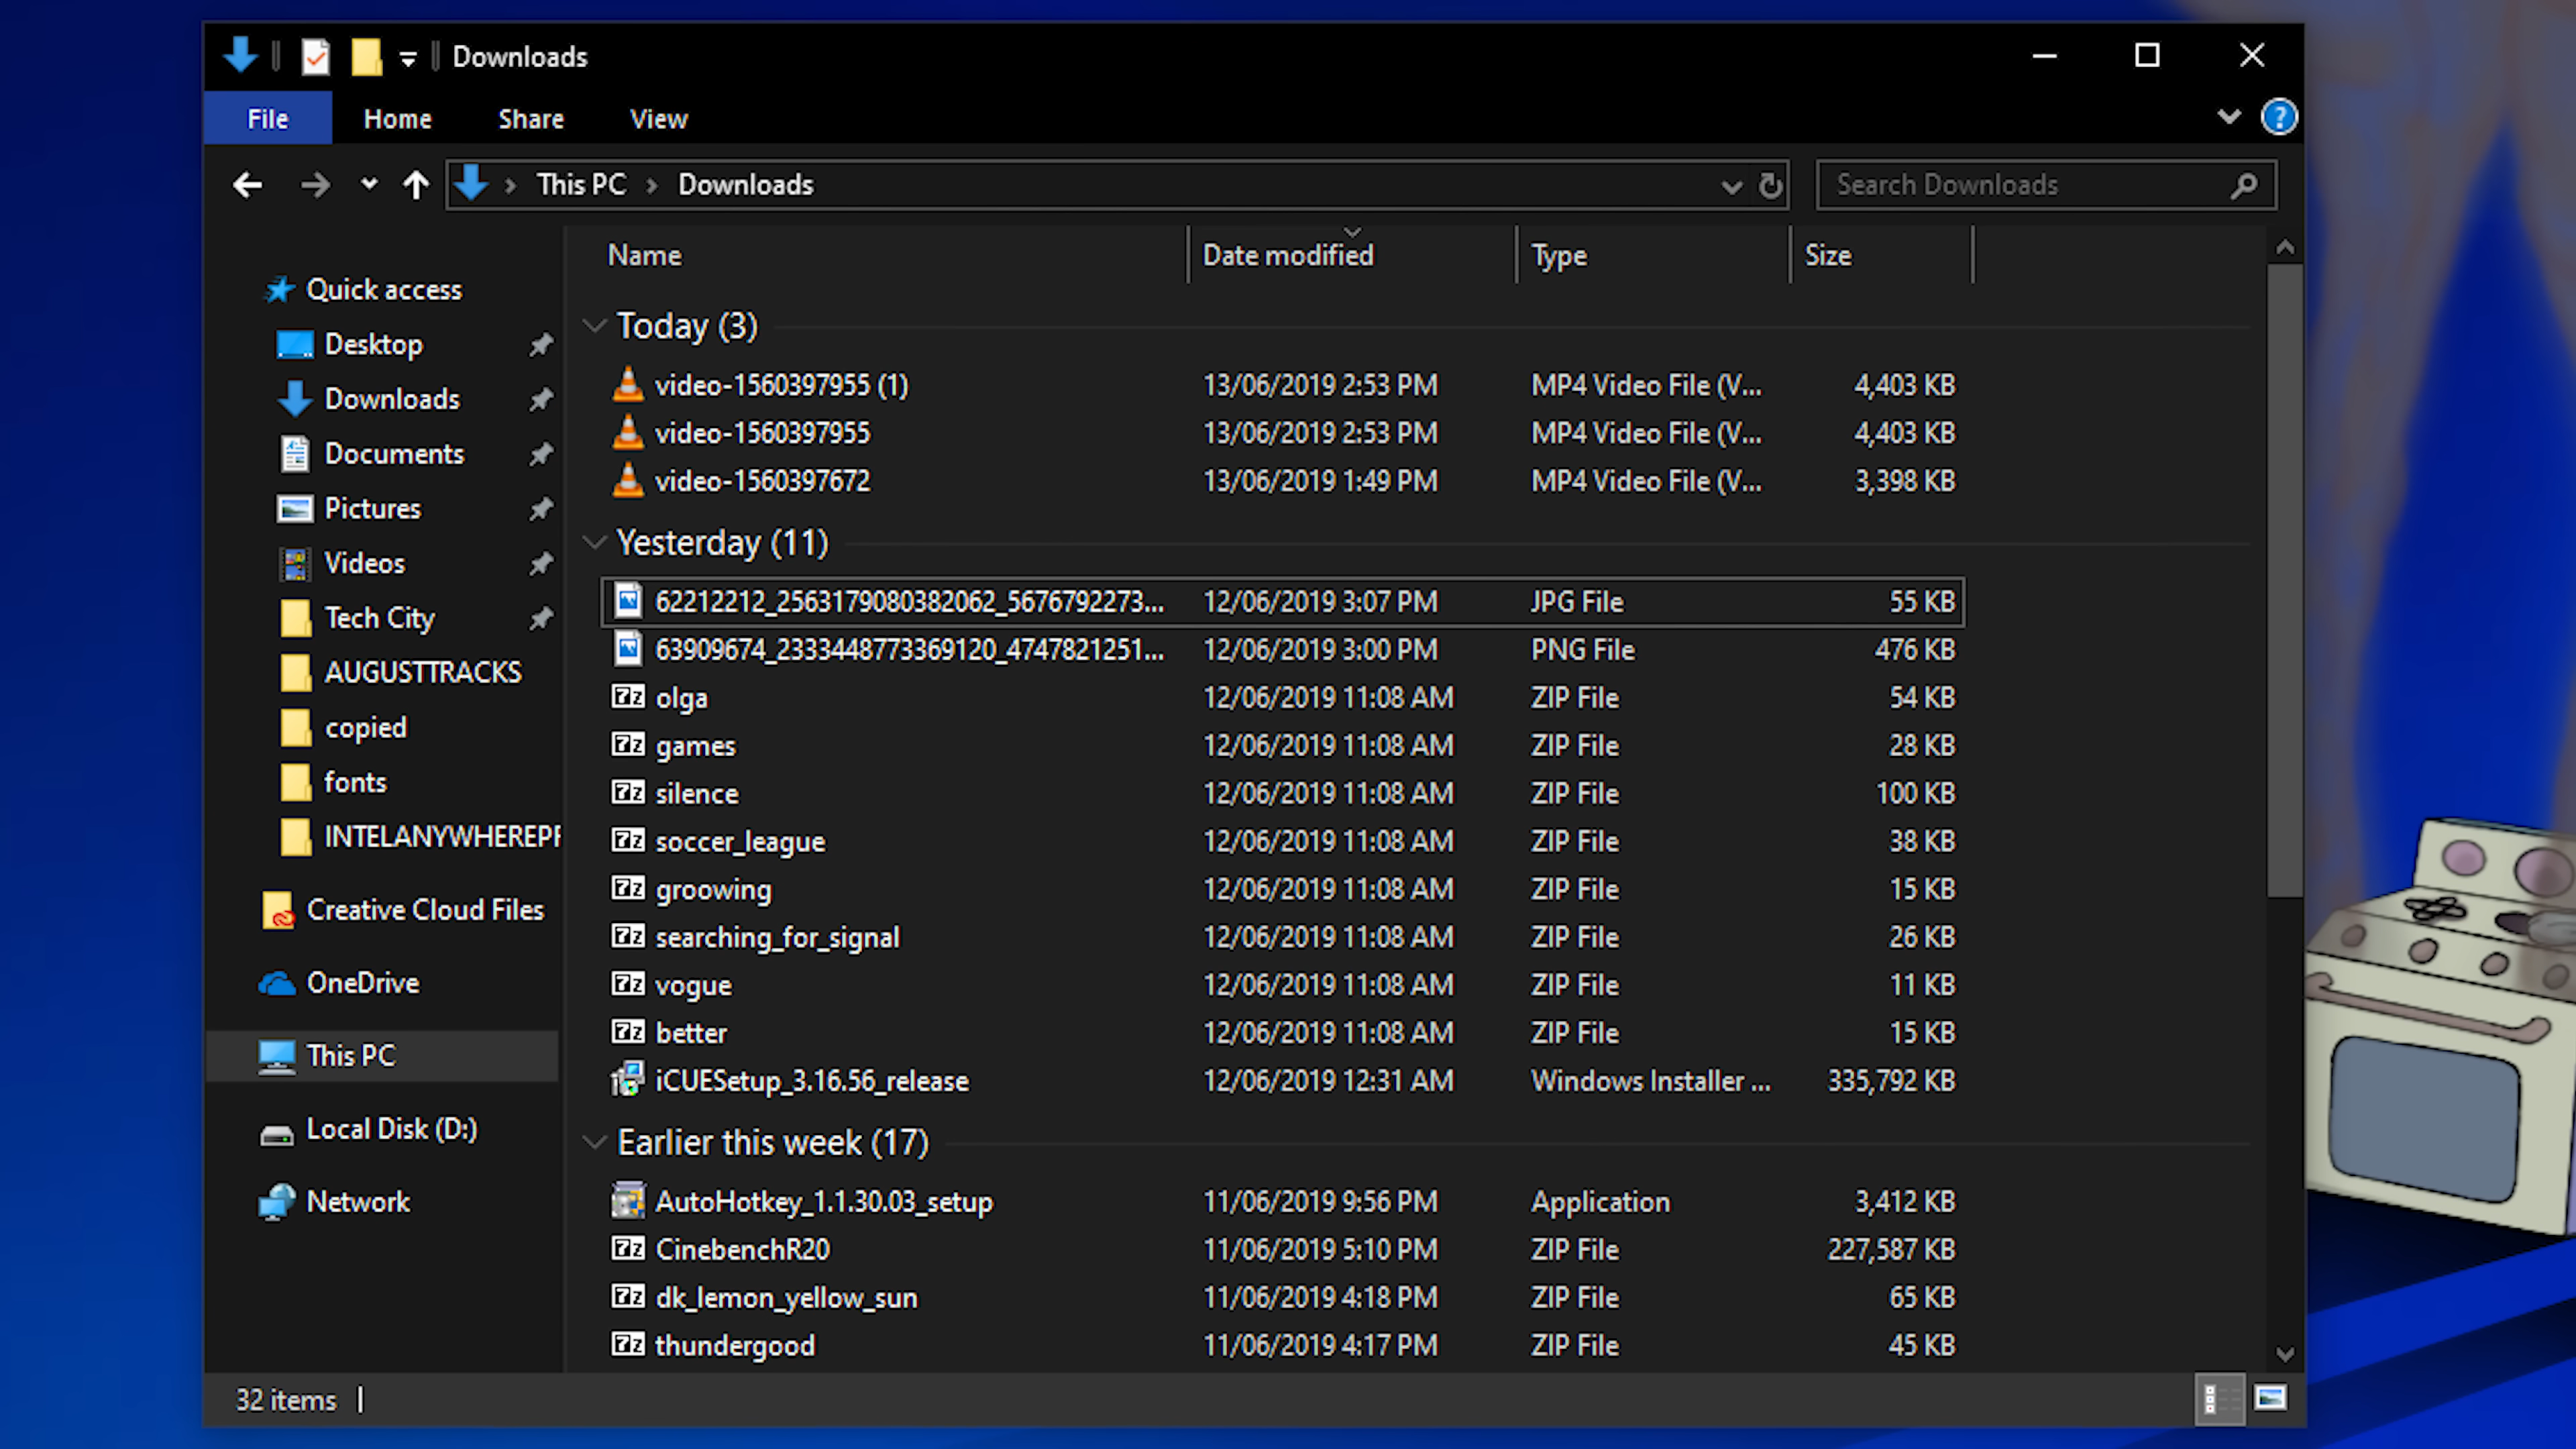 Downloads
File Home Share View
This PC > Downloads
Search Downloads
Name Date modified Type Size
Quick access
Desktop
Downloads
Documents
Pictures
Videos
Tech City
AUGUSTTRACKS
copied
fonts
INTELANYWHEREPF
Creative Cloud Files
OneDrive
This PC
Local Disk (D:)
Network
Today (3)
video-1560397955 (1) 13/06/2019 2:53 PM MP4 Video File (V... 4,403 KB
video-1560397955 13/06/2019 2:53 PM MP4 Video File (V... 4,403 KB
video-1560397672 13/06/2019 1:49 PM MP4 Video File (V... 3,398 KB
Yesterday (11)
62212212_2563179080382062_5676792273... 12/06/2019 3:07 PM JPG File 55 KB
63909674_2333448773369120_4747821251... 12/06/2019 3:00 PM PNG File 476 KB
7z olga 12/06/2019 11:08 AM ZIP File 54 KB
7z games 12/06/2019 11:08 AM ZIP File 28 KB
7z silence 12/06/2019 11:08 AM ZIP File 100 KB
7z soccer_league 12/06/2019 11:08 AM ZIP File 38 KB
7z groowing 12/06/2019 11:08 AM ZIP File 15 KB
7z searching_for_signal 12/06/2019 11:08 AM ZIP File 26 KB
7z vogue 12/06/2019 11:08 AM ZIP File 11 KB
7z better 12/06/2019 11:08 AM ZIP File 15 KB
iCUESetup_3.16.56_release 12/06/2019 12:31 AM Windows Installer ... 335,792 KB
Earlier this week (17)
AutoHotkey_1.1.30.03_setup 11/06/2019 9:56 PM Application 3,412 KB
7z CinebenchR20 11/06/2019 5:10 PM ZIP File 227,587 KB
7z dk_lemon_yellow_sun 11/06/2019 4:18 PM ZIP File 65 KB
7z thundergood 11/06/2019 4:17 PM ZIP File 45 KB
32 items